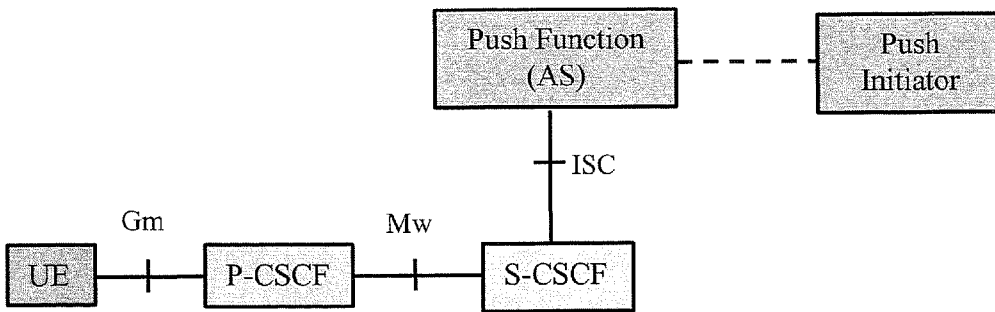 Push Function
(AS)
Push
Initiator
ISC
Gm
Mw
UE
P-CSCF
S-CSCF